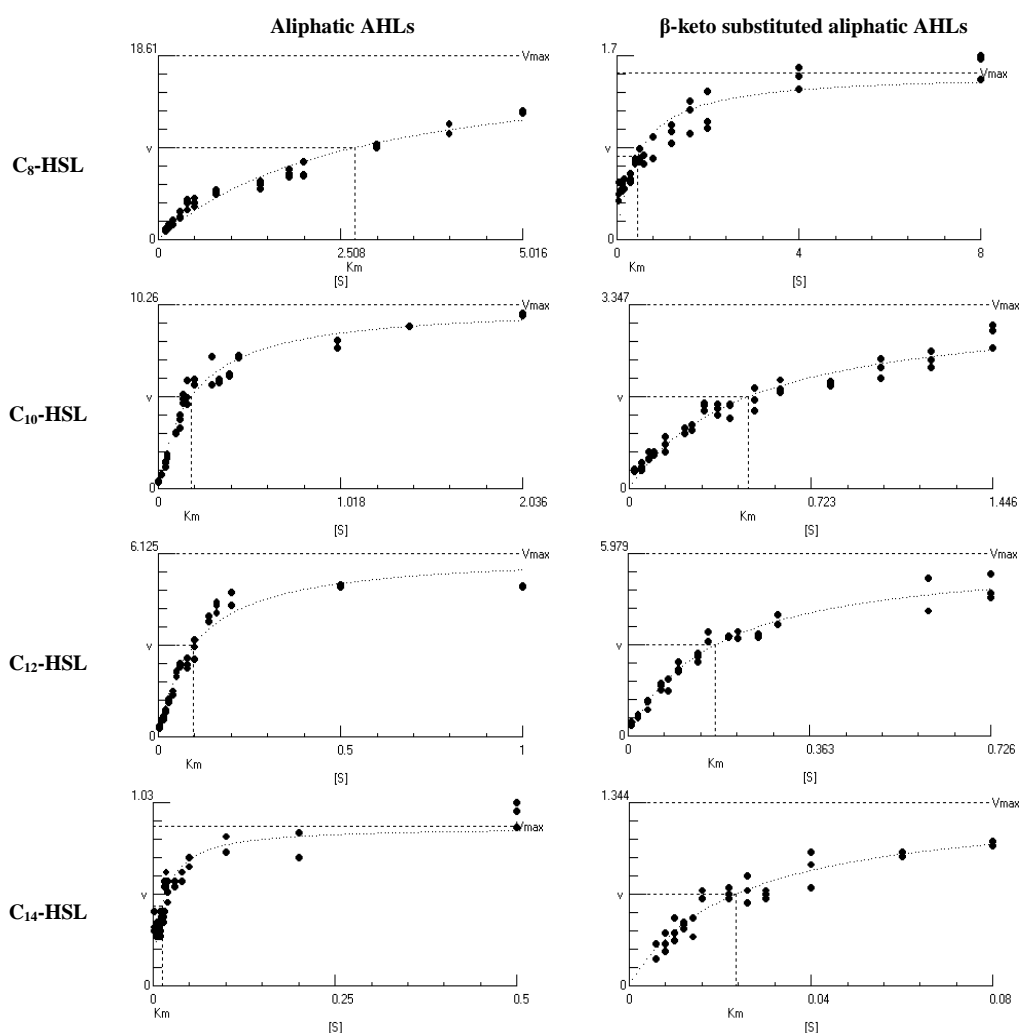 Aliphatic AHLs
β-keto substituted aliphatic AHLs
C₈-HSL
18.61
Vmax
v
0
0
2.508
5.016
Km
[S]
1.7
Vmax
v
0
0
4
8
Km
[S]
C₁₀-HSL
10.26
Vmax
v
0
0
1.018
2.036
Km
[S]
3.347
Vmax
v
0
0
0.723
1.446
Km
[S]
C₁₂-HSL
6.125
Vmax
v
0
0
0.5
1
Km
[S]
5.979
Vmax
v
0
0
0.363
0.726
Km
[S]
C₁₄-HSL
1.03
Vmax
v
0
0
0.25
0.5
Km
[S]
1.344
Vmax
v
0
0
0.04
0.08
Km
[S]